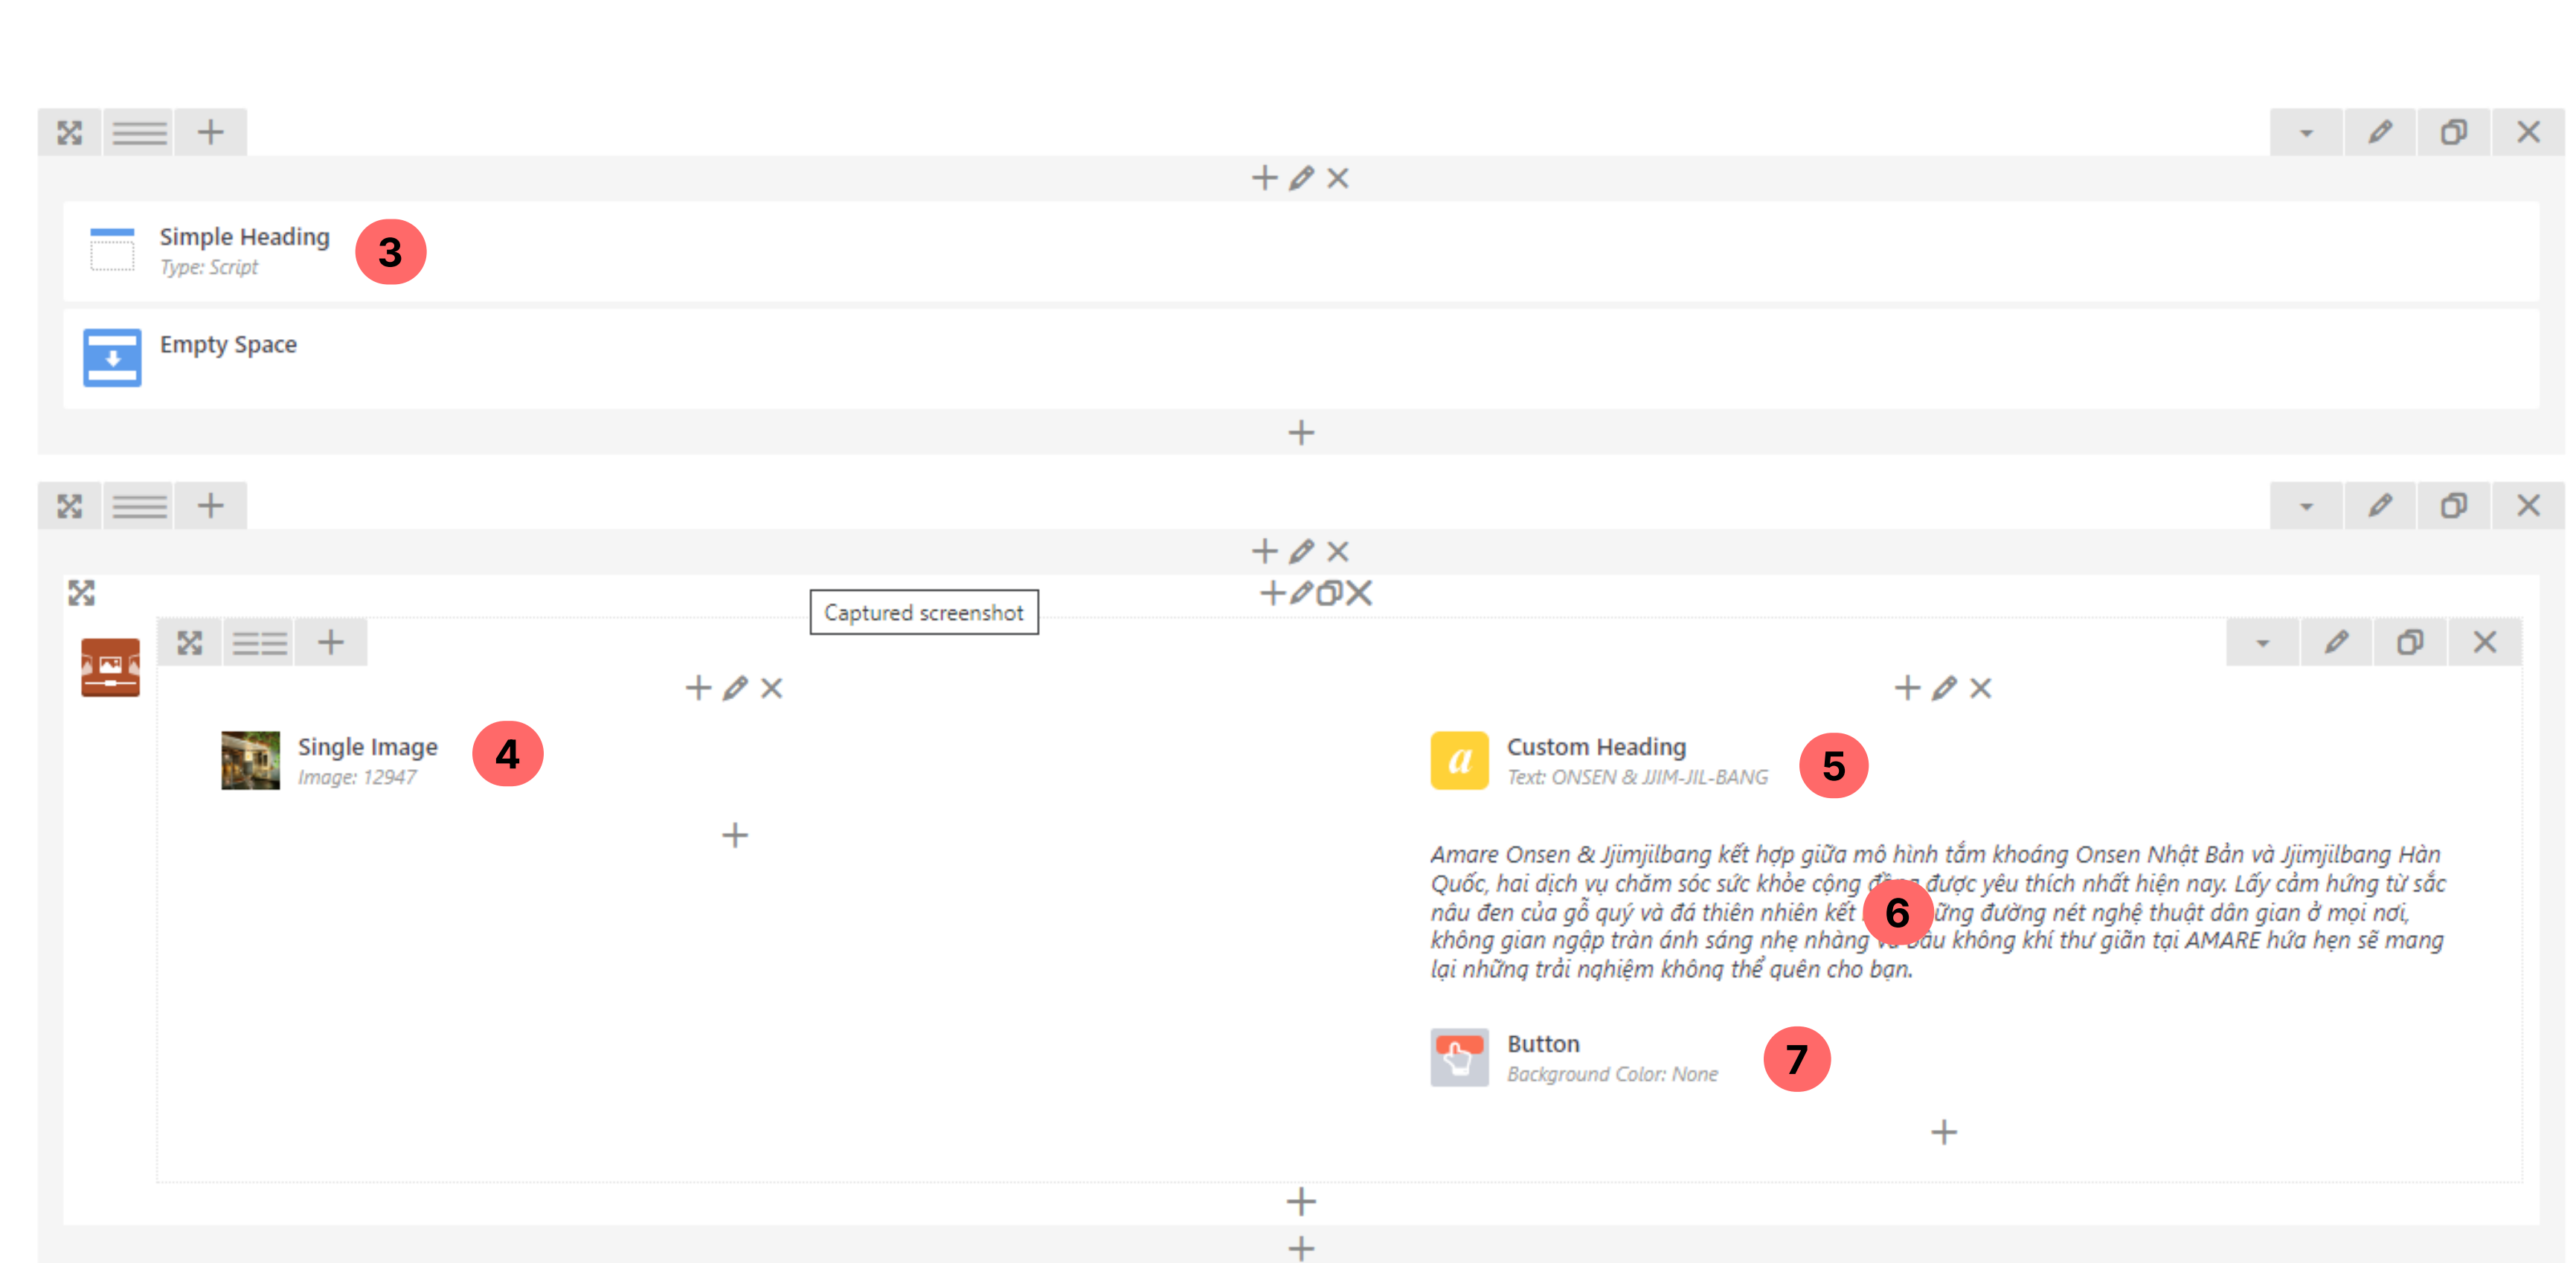 Simple Heading
Type: Script
3
Empty Space
Captured screenshot
Single Image
Image: 12947
4
Custom Heading
Text: ONSEN & JJIM-JIL-BANG
5
Amare Onsen & Jjimjilbang kết hợp giữa mô hình tắm khoáng Onsen Nhật Bản và Jjimjilbang Hàn
Quốc, hai dịch vụ chăm sóc sức khỏe cộng được yêu thích nhất hiện nay. Lấy cảm hứng từ sắc
nâu đen của gỗ quý và đá thiên nhiên kết đường nét nghệ thuật dân gian ở mọi nơi,
6
không gian ngập tràn ánh sáng nhẹ nhàng không khí thư giãn tại AMARE hứa hẹn sẽ mang
lại những trải nghiệm không thể quên cho bạn.
Button
Background Color: None
7